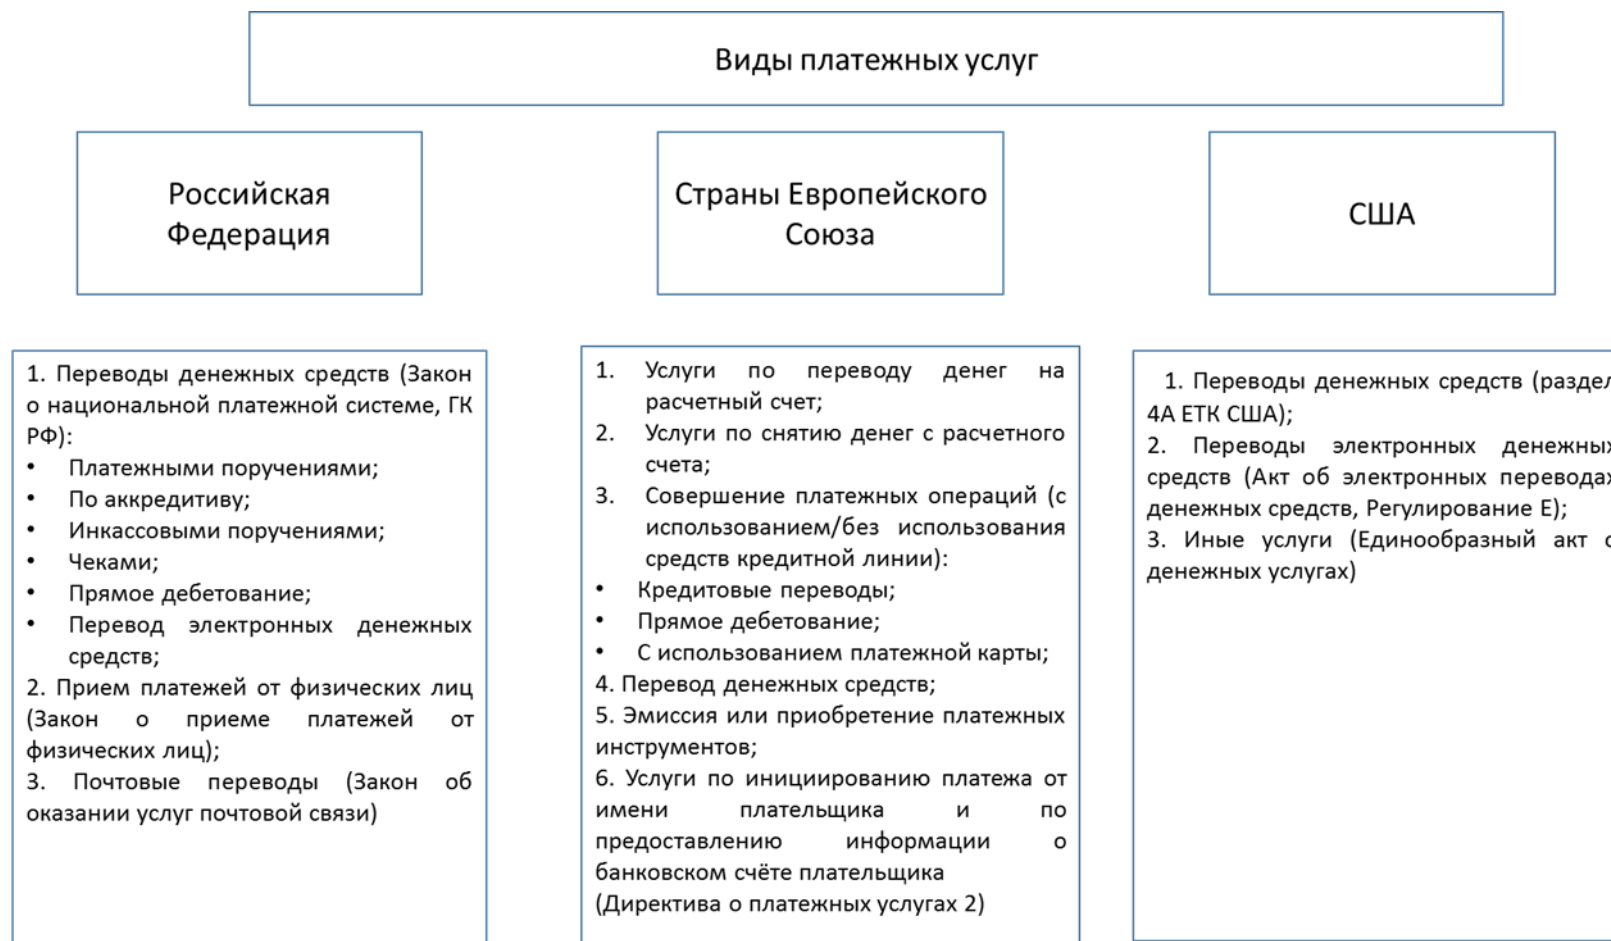 Виды платежных услуг
Российская
Федерация
Страны Европейского
Союза
США
1. Переводы денежных средств (Закон
о национальной платежной системе, ГК
РФ):
• Платежными поручениями;
• По аккредитиву;
• Инкассовыми поручениями;
• Чеками;
• Прямое дебетование;
• Перевод электронных денежных
средств;
2. Прием платежей от физических лиц
(Закон о приеме платежей от
физических лиц);
3. Почтовые переводы (Закон об
оказании услуг почтовой связи)
1. Услуги по переводу денег на
расчетный счет;
2. Услуги по снятию денег с расчетного
счета;
3. Совершение платежных операций (с
использованием/без использования
средств кредитной линии):
• Кредитовые переводы;
• Прямое дебетование;
• С использованием платежной карты;
4. Перевод денежных средств;
5. Эмиссия или приобретение платежных
инструментов;
6. Услуги по инициированию платежа от
имени плательщика и по
предоставлению информации о
банковском счёте плательщика
(Директива о платежных услугах 2)
1. Переводы денежных средств (раздел
4А ЕТК США);
2. Переводы электронных денежных
средств (Акт об электронных переводах
денежных средств, Регулирование Е);
3. Иные услуги (Единообразный акт о
денежных услугах)